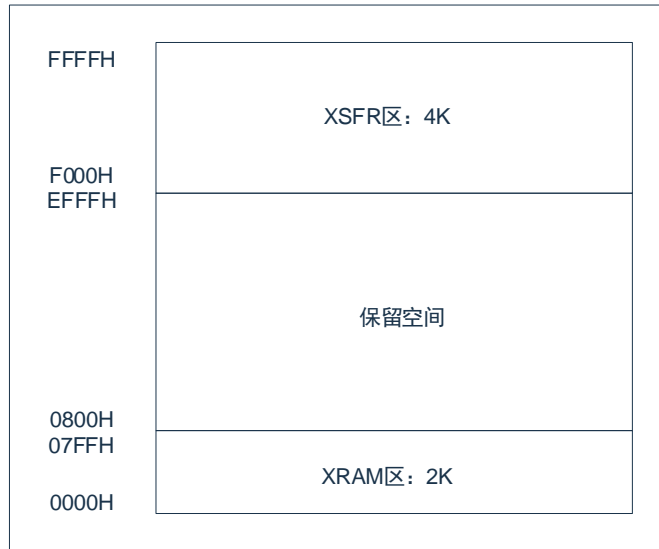 FFFFH
XSFR区：4K
F000H
EFFFH
保留空间
0800H
07FFH
XRAM区：2K
0000H